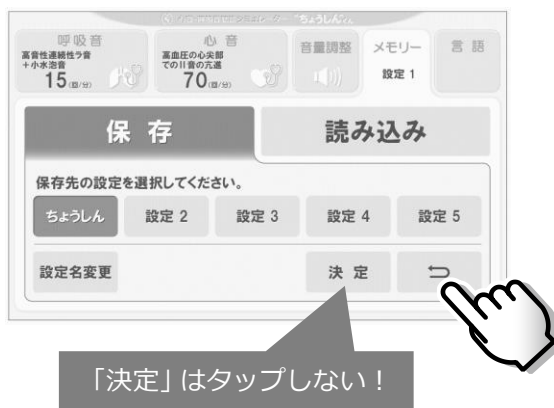 "ちょうしん"
呼吸音
高音性連続性ラ音
+小水泡音
15(回/分)
心 音
高血圧の心尖部
でのII音の亢進
70(回/分)
音量調整
メモリー
設定 1
言 語
保 存
読み込み
保存先の設定を選択してください。
ちょうしん
設定 2
設定 3
設定 4
設定 5
設定名変更
決 定
「決定」はタップしない！